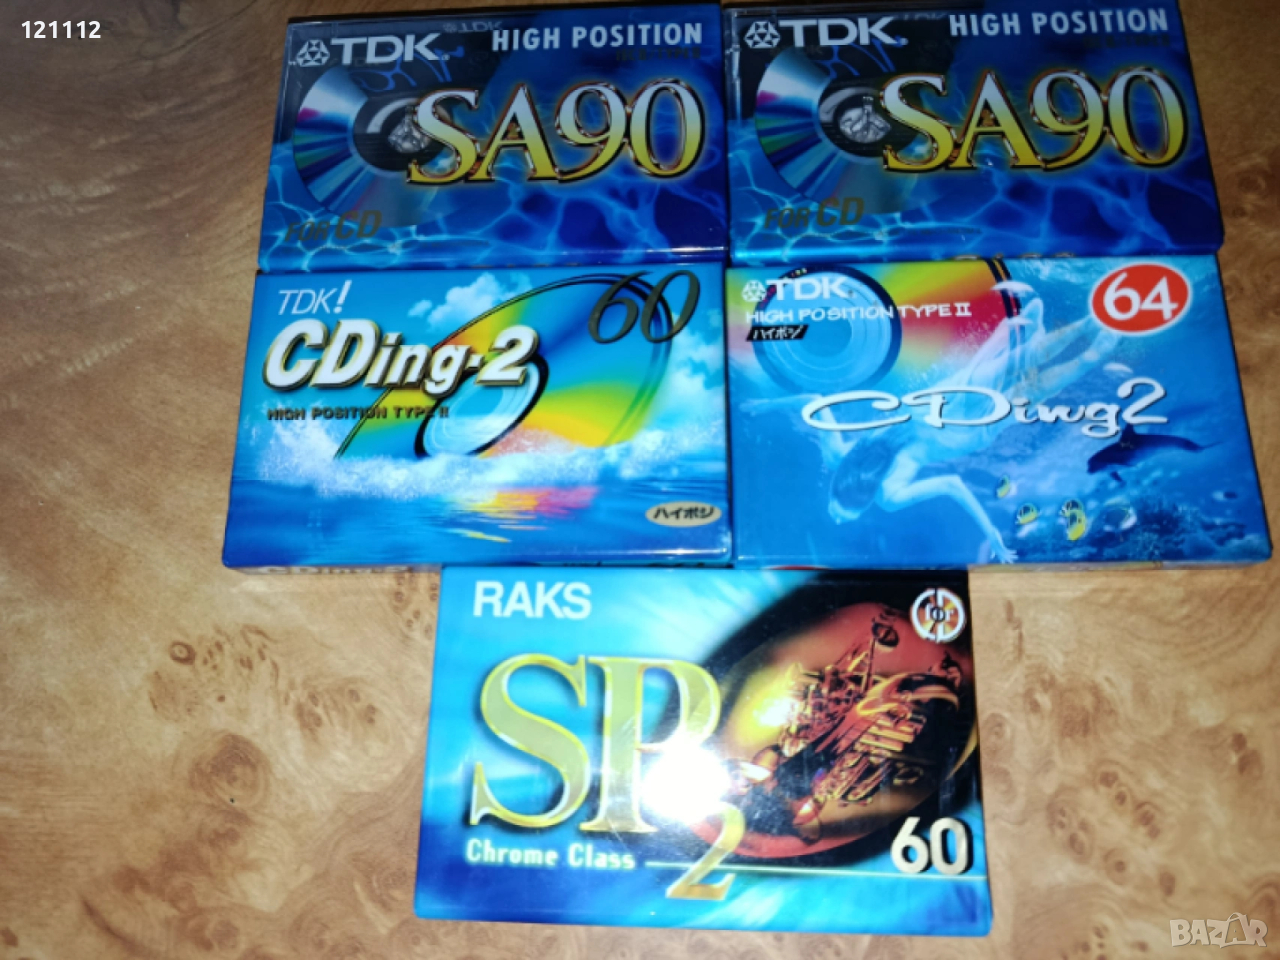 121112
TDK HIGH POSITION
SA90
FOR CD
TDK HIGH POSITION
SA90
FOR CD
TDK!
60
CDing-2
HIGH POSITION TYPE II
ハイポジ
TDK
64
HIGH POSITION TYPE II
ハイポジ
CDing2
RAKS
SP2
Chrome Class
60
BAZAR